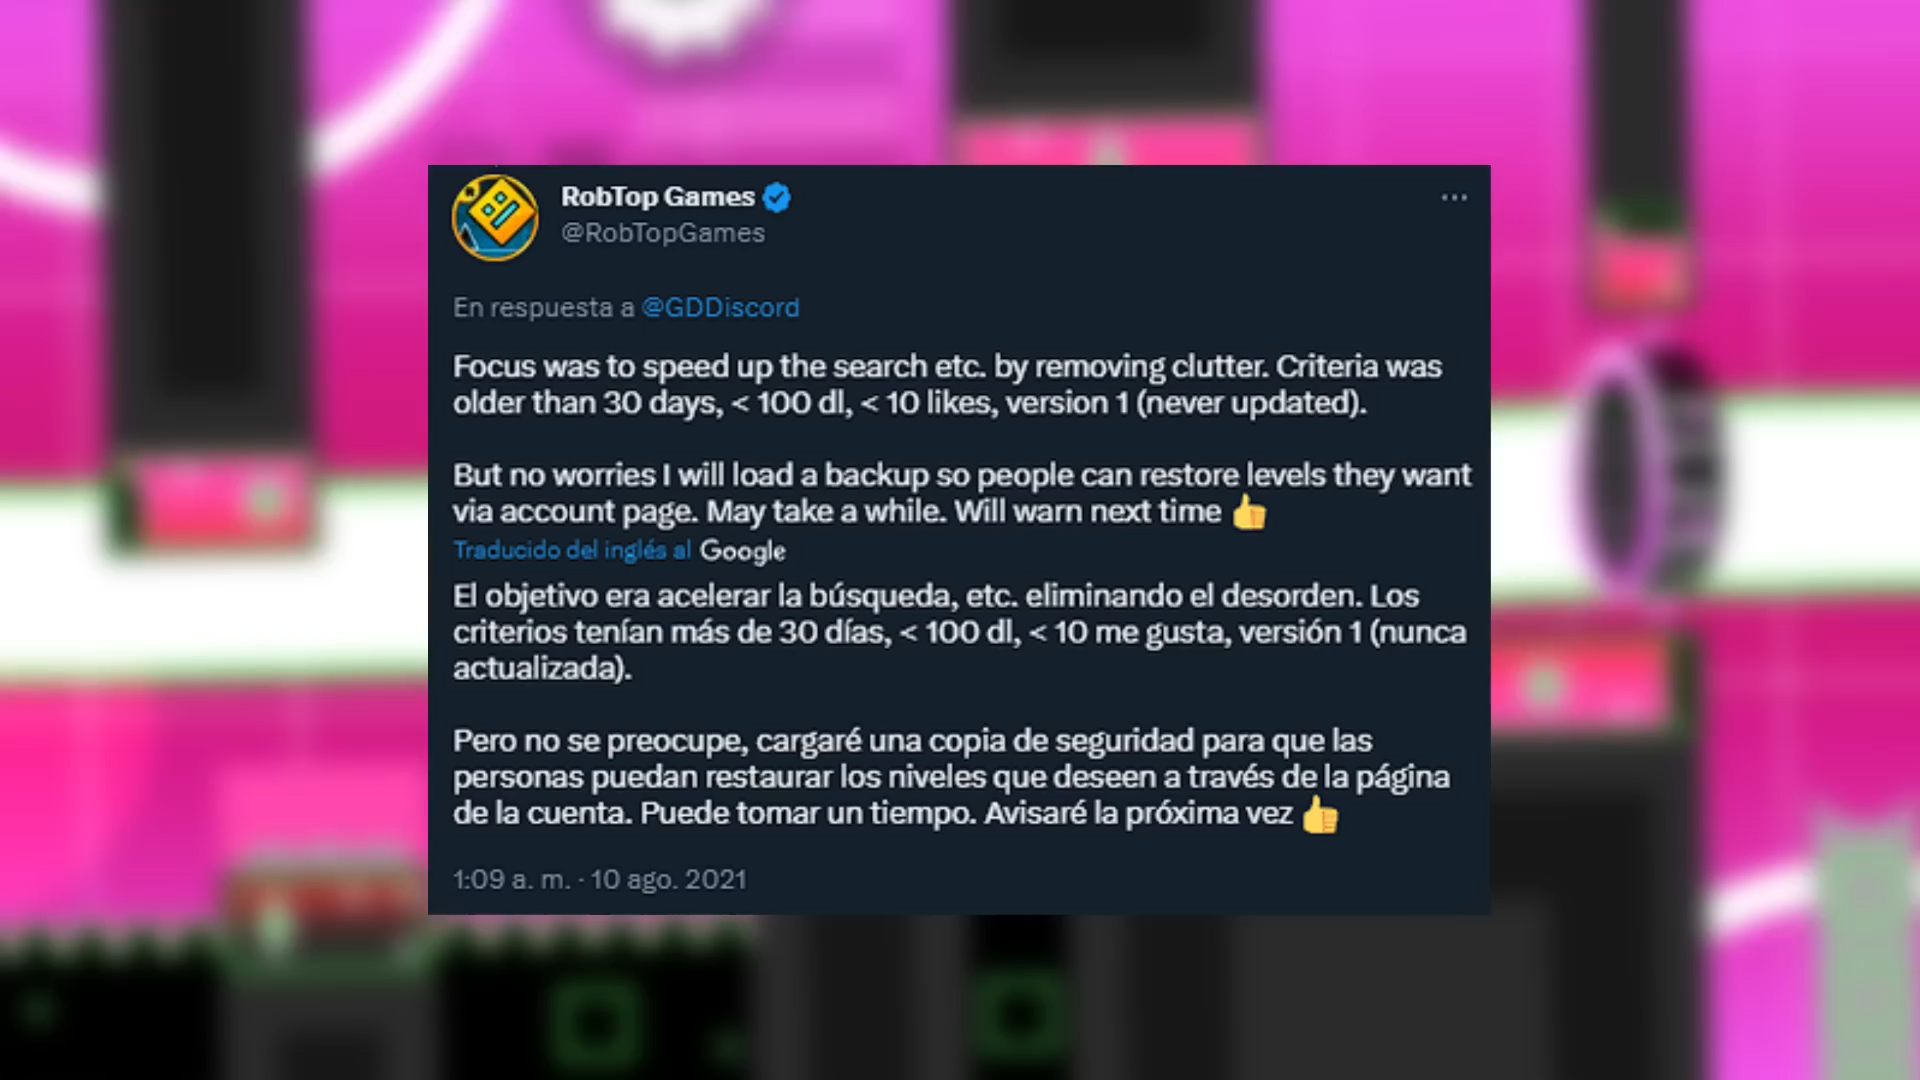 RobTop Games
@RobTopGames
En respuesta a @GDDiscord
Focus was to speed up the search etc. by removing clutter. Criteria was
older than 30 days, < 100 dl, < 10 likes, version 1 (never updated).
But no worries I will load a backup so people can restore levels they want
via account page. May take a while. Will warn next time 👍
Traducido del inglés al Google
El objetivo era acelerar la búsqueda, etc. eliminando el desorden. Los
criterios tenían más de 30 días, < 100 dl, < 10 me gusta, versión 1 (nunca
actualizada).
Pero no se preocupe, cargaré una copia de seguridad para que las
personas puedan restaurar los niveles que deseen a través de la página
de la cuenta. Puede tomar un tiempo. Avisaré la próxima vez 👍
1:09 a. m. · 10 ago. 2021